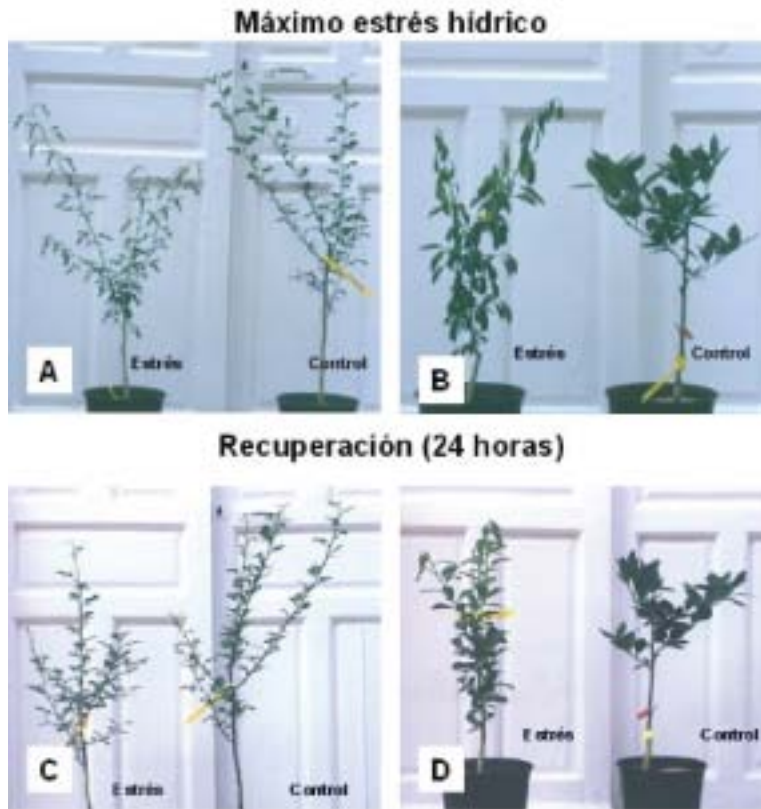 Máximo estrés hídrico
Estrés
Control
A
Estrés
Control
B
Recuperación (24 horas)
Estrés
Control
C
Estrés
Control
D